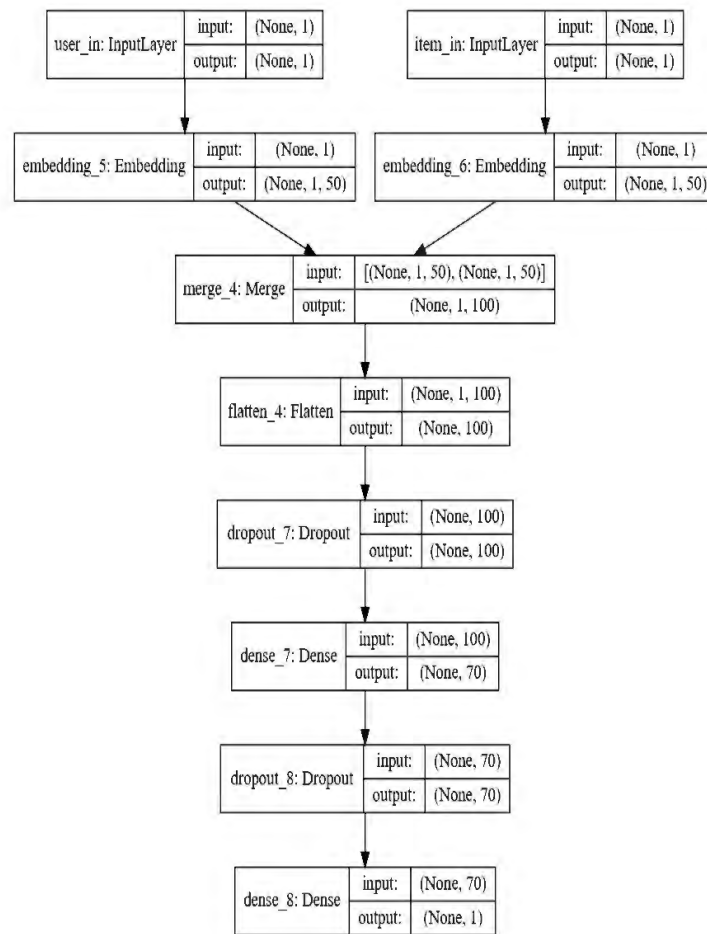 user_in: InputLayer input: (None, 1)
output: (None, 1)
item_in: InputLayer input: (None, 1)
output: (None, 1)
embedding_5: Embedding input: (None, 1)
output: (None, 1, 50)
embedding_6: Embedding input: (None, 1)
output: (None, 1, 50)
merge_4: Merge input: [(None, 1, 50), (None, 1, 50)]
output: (None, 1, 100)
flatten_4: Flatten input: (None, 1, 100)
output: (None, 100)
dropout_7: Dropout input: (None, 100)
output: (None, 100)
dense_7: Dense input: (None, 100)
output: (None, 70)
dropout_8: Dropout input: (None, 70)
output: (None, 70)
dense_8: Dense input: (None, 70)
output: (None, 1)